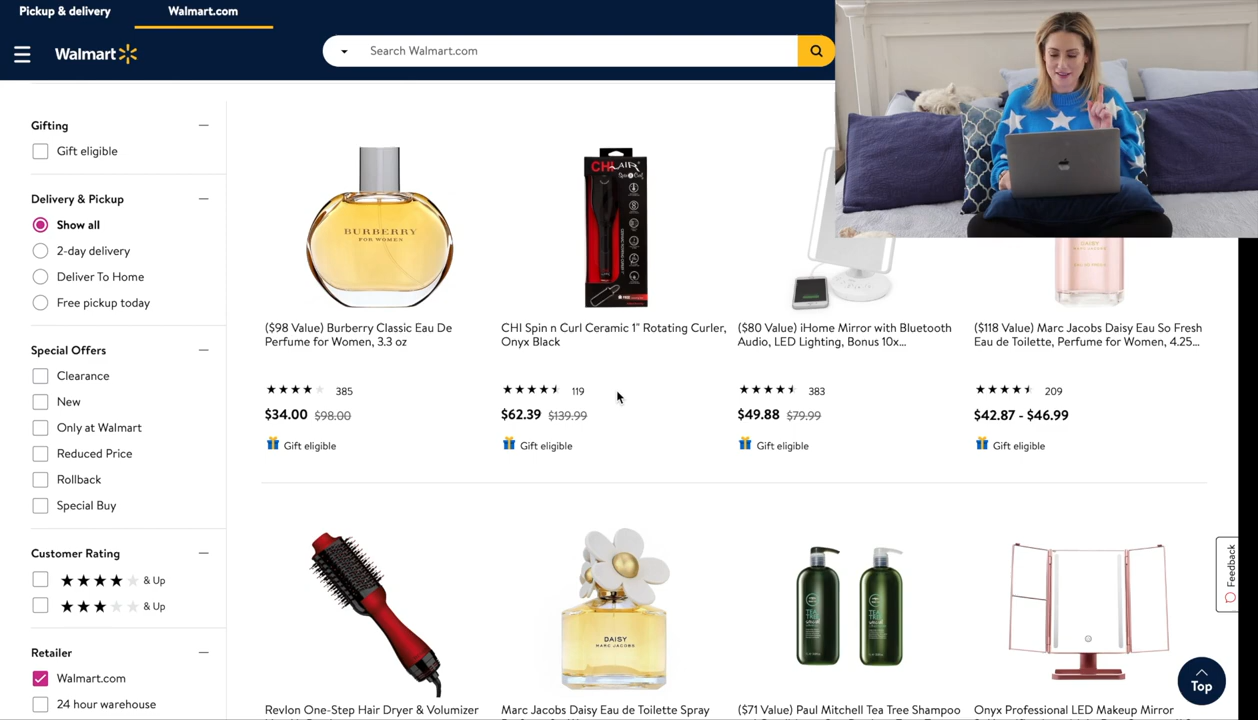 Pickup & delivery
Walmart.com
Walmart
Search Walmart.com
Gifting
Gift eligible
Delivery & Pickup
Show all
2-day delivery
Deliver To Home
Free pickup today
Special Offers
Clearance
New
Only at Walmart
Reduced Price
Rollback
Special Buy
Customer Rating
& Up
& Up
Retailer
Walmart.com
24 hour warehouse
BURBERRY
FOR WOMEN
($98 Value) Burberry Classic Eau De
Perfume for Women, 3.3 oz
385
$34.00 $98.00
Gift eligible
CHI AIR
CHI Spin n Curl Ceramic 1" Rotating Curler,
Onyx Black
119
$62.39 $139.99
Gift eligible
($80 Value) iHome Mirror with Bluetooth
Audio, LED Lighting, Bonus 10x...
383
$49.88 $79.99
Gift eligible
DAISY
MARC JACOBS
($118 Value) Marc Jacobs Daisy Eau So Fresh
Eau de Toilette, Perfume for Women, 4.25...
209
$42.87 - $46.99
Gift eligible
Revlon One-Step Hair Dryer & Volumizer
DAISY
MARC JACOBS
Marc Jacobs Daisy Eau de Toilette Spray
TEA TREE
TEA TREE
($71 Value) Paul Mitchell Tea Tree Shampoo
Onyx Professional LED Makeup Mirror
Feedback
Top